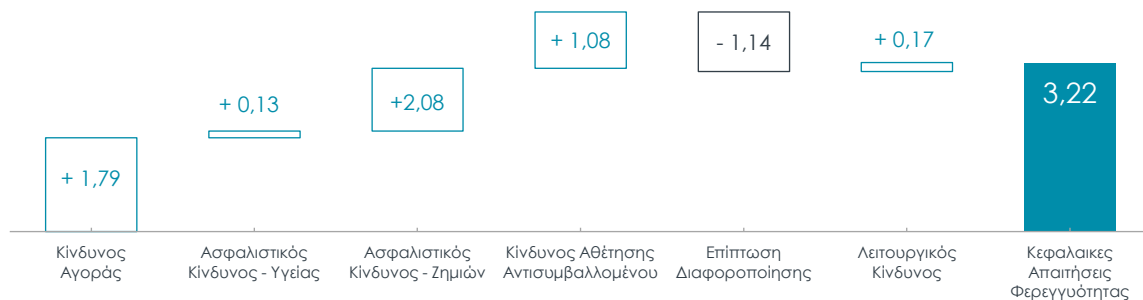 + 1,79
+ 0,13
+2,08
+ 1,08
- 1,14
+ 0,17
3,22
Κίνδυνος
Αγοράς
Ασφαλιστικός
Κίνδυνος - Υγείας
Ασφαλιστικός
Κίνδυνος - Ζημιών
Κίνδυνος Αθέτησης
Αντισυμβαλλομένου
Επίπτωση
Διαφοροποίησης
Λειτουργικός
Κίνδυνος
Κεφαλαικες
Απαιτήσεις
Φερεγγυότητας